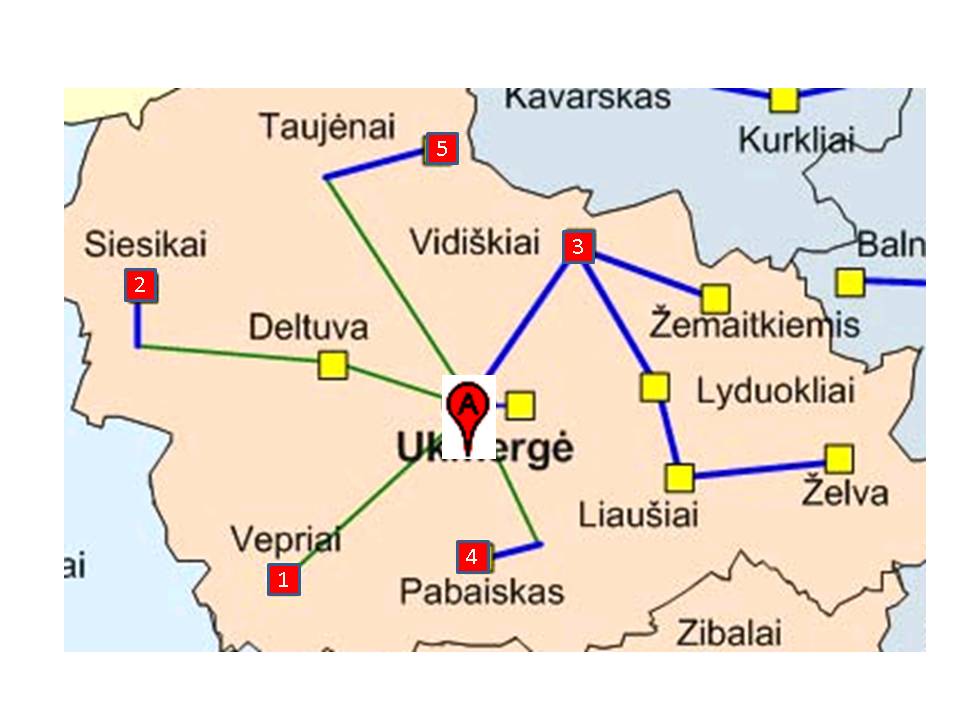 Kavarskas
Taujėnai
5
Kurkliai
Siesikai
Vidiškiai
3
Baln
2
Deltuva
Žemaitkiemis
A
Lyduokliai
Ukmergė
Želva
Liaušiai
Vepriai
4
ai
1
Pabaiskas
Zibalai